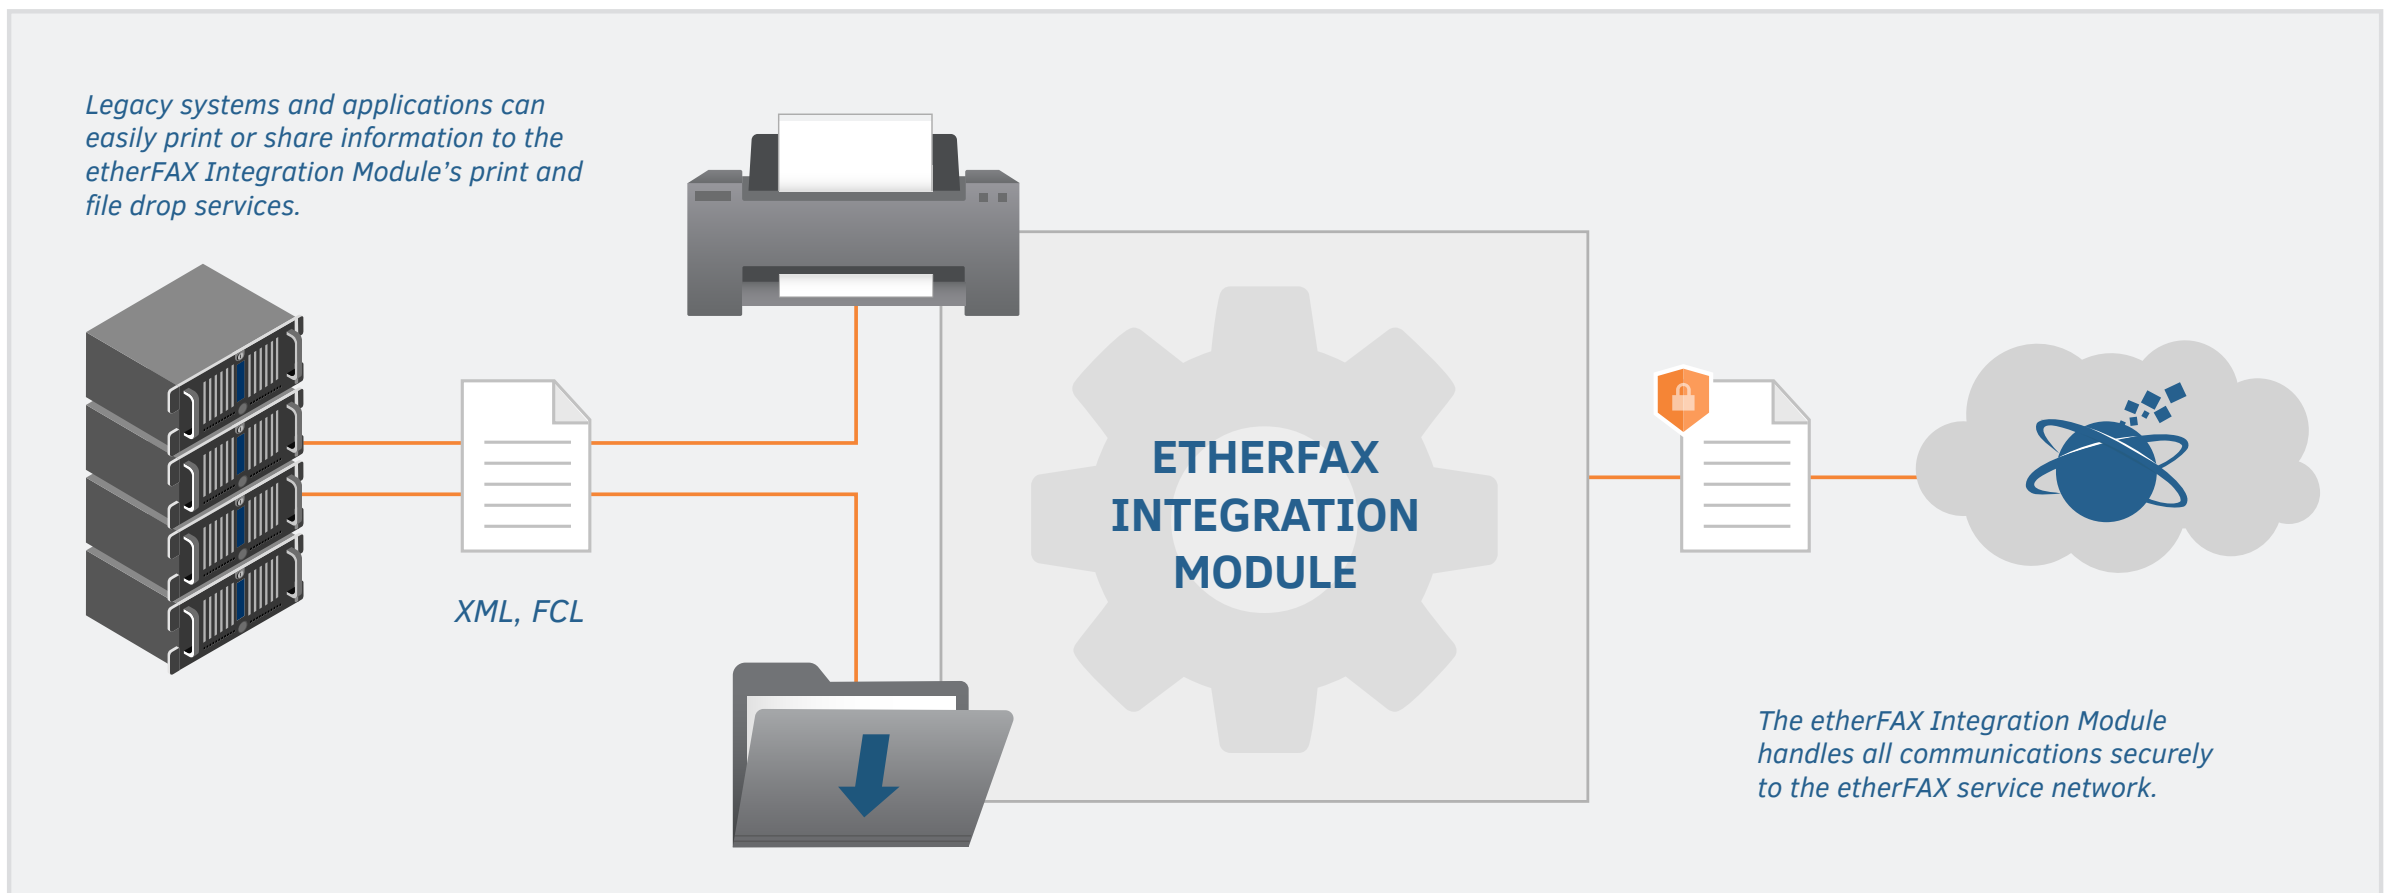 Legacy systems and applications can
easily print or share information to the
etherFAX Integration Module’s print and
file drop services.
XML, FCL
ETHERFAX
INTEGRATION
MODULE
The etherFAX Integration Module
handles all communications securely
to the etherFAX service network.